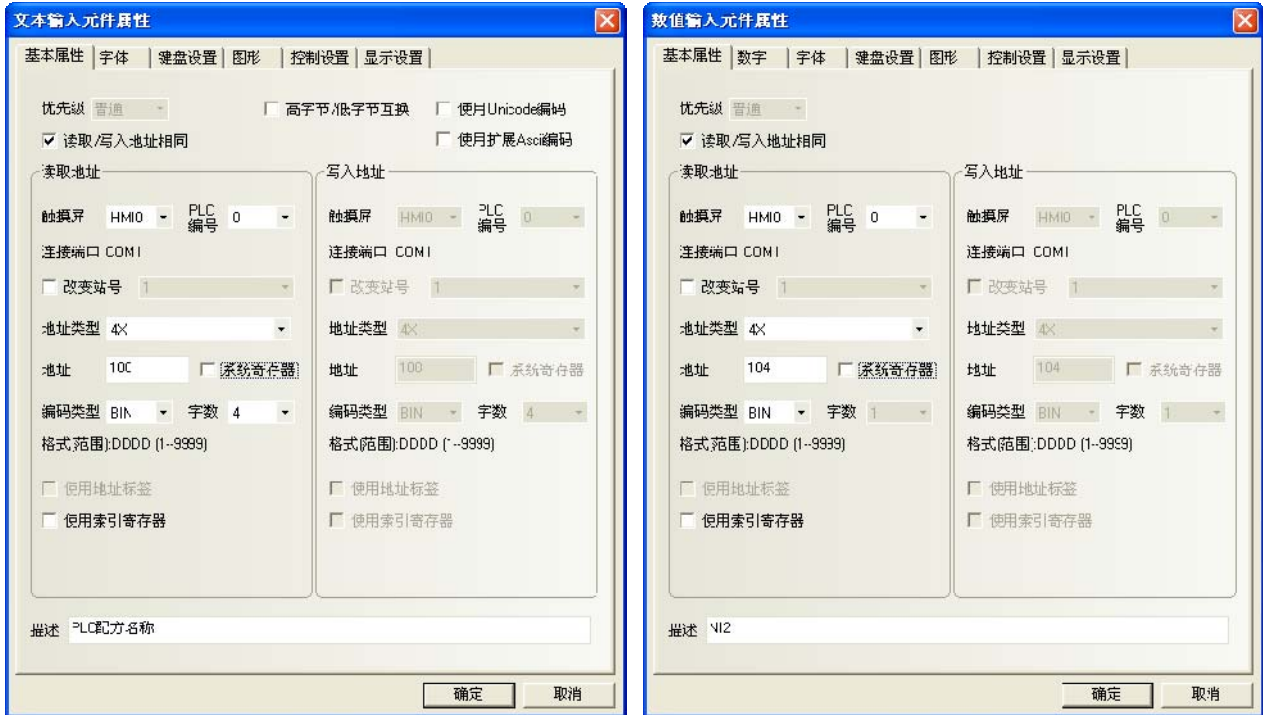 文本输入元件属性
基本属性 字体 键盘设置 图形 控制设置 显示设置
优先级 普通 高字节/低字节互换 使用Unicode编码
读取/写入地址相同 使用扩展Ascii编码
读取地址
触摸屏 HMI0 PLC编号 0
连接端口 COM1
改变站号 1
地址类型 4X
地址 100 系统寄存器
编码类型 BIN 字数 4
格式(范围):DDDD (1--9999)
使用地址标签
使用索引寄存器
写入地址
触摸屏 HMI0 PLC编号 0
连接端口 COM1
改变站号 1
地址类型 4X
地址 100 系统寄存器
编码类型 BIN 字数 4
格式(范围):DDDD (1--9999)
使用地址标签
使用索引寄存器
描述 PLC配方名称
确定 取消
数值输入元件属性
基本属性 数字 字体 键盘设置 图形 控制设置 显示设置
优先级 普通
读取/写入地址相同
读取地址
触摸屏 HMI0 PLC编号 0
连接端口 COM1
改变站号 1
地址类型 4X
地址 104 系统寄存器
编码类型 BIN 字数 1
格式(范围):DDDD (1--9999)
使用地址标签
使用索引寄存器
写入地址
触摸屏 HMI0 PLC编号 0
连接端口 COM1
改变站号 1
地址类型 4X
地址 104 系统寄存器
编码类型 BIN 字数 1
格式(范围):DDDD (1--9999)
使用地址标签
使用索引寄存器
描述 NI2
确定 取消